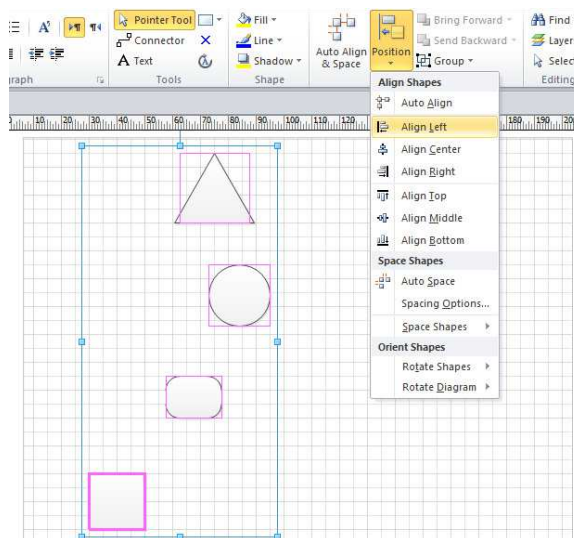 Pointer Tool
Connector
A Text
Tools
Fill
Line
Shadow
Shape
Auto Align & Space
Position
Bring Forward
Send Backward
Group
Find
Layer
Selec
Editing
raph
10 20 30 40 50 60 70 80 90 100 110 120 180 190 200
Align Shapes
Auto Align
Align Left
Align Center
Align Right
Align Top
Align Middle
Align Bottom
Space Shapes
Auto Space
Spacing Options...
Space Shapes
Orient Shapes
Rotate Shapes
Rotate Diagram